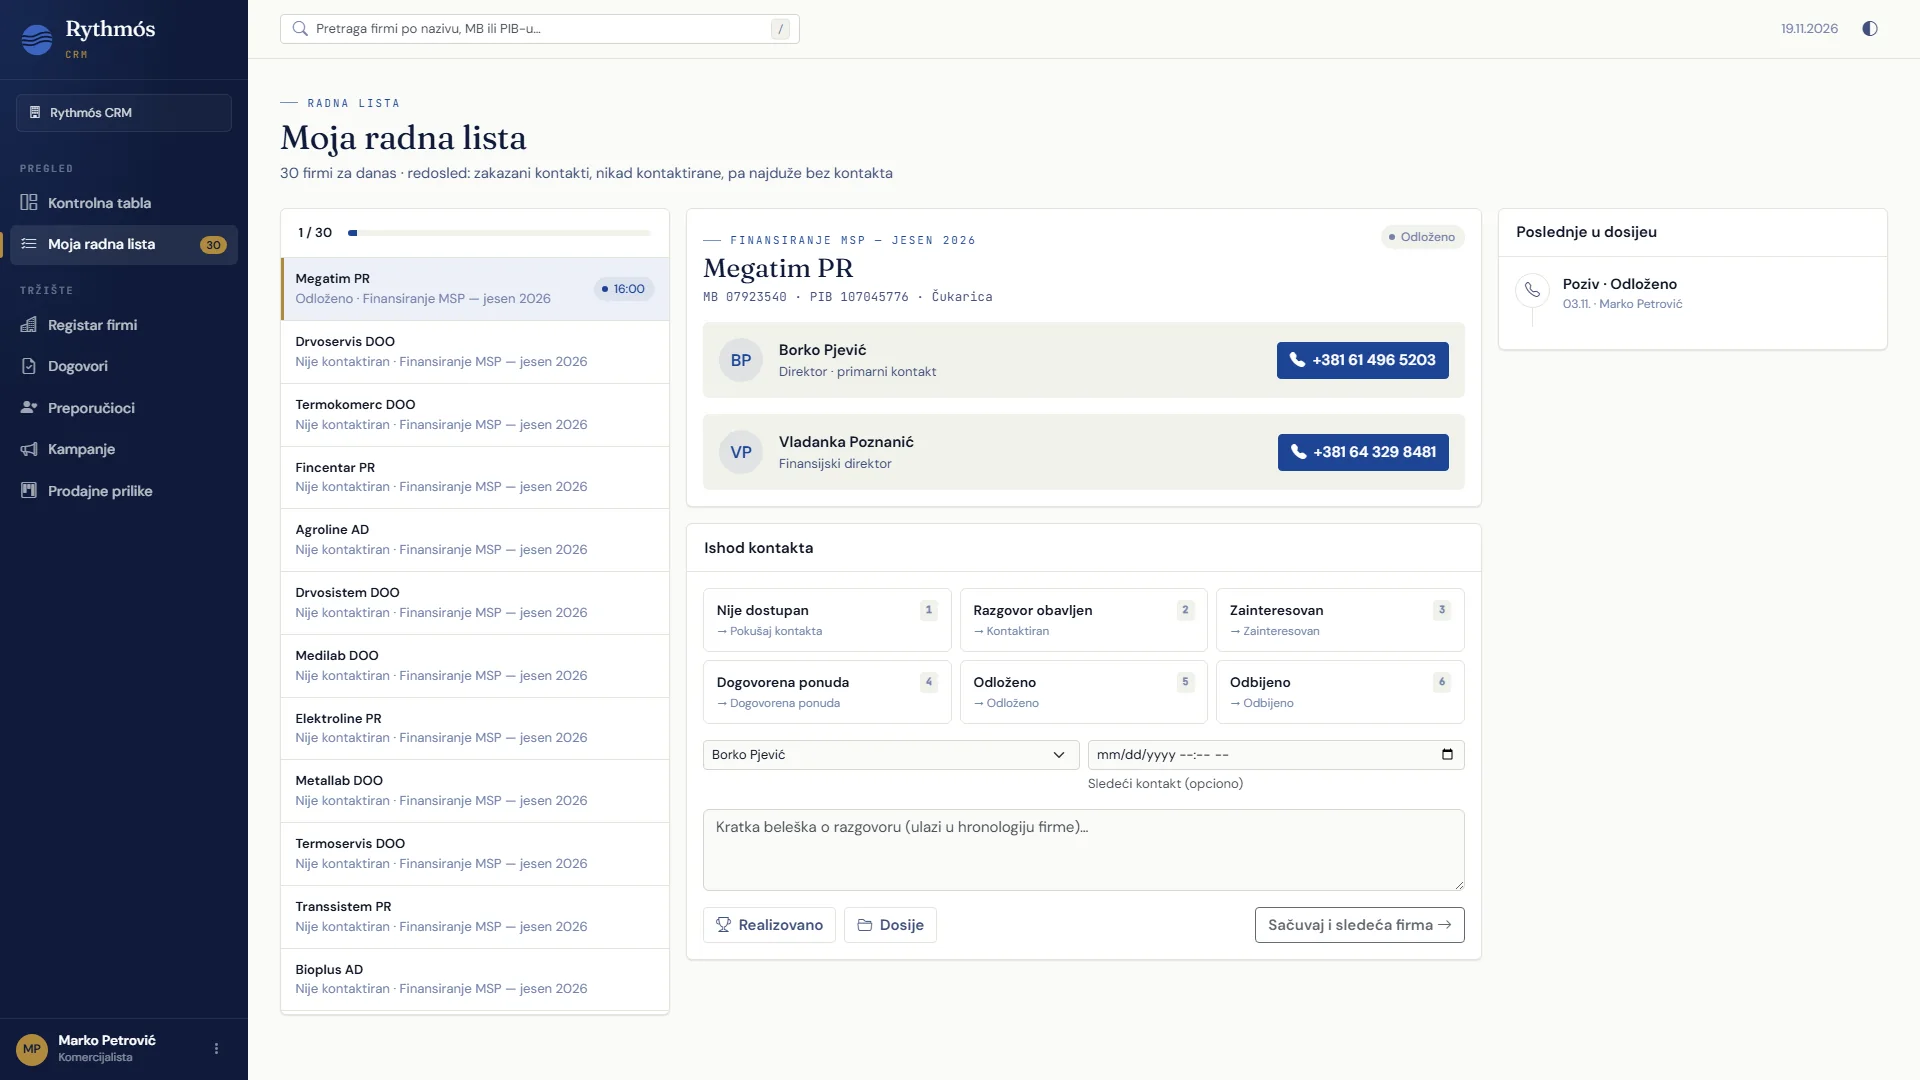 Rythmós
CRM
Rythmós CRM
PREGLED
Kontrolna tabla
Moja radna lista
30
TRŽIŠTE
Registar firmi
Dogovori
Preporučioci
Kampanje
Prodajne prilike
MP
Marko Petrović
Komercijalista
Pretraga firmi po nazivu, MB ili PIB-u...
/
19.11.2026
RADNA LISTA
Moja radna lista
30 firmi za danas · redosled: zakazani kontakti, nikad kontaktirane, pa najduže bez kontakta
1 / 30
Megatim PR
Odloženo · Finansiranje MSP — jesen 2026
16:00
Drvoservis DOO
Nije kontaktiran · Finansiranje MSP — jesen 2026
Termokomerc DOO
Nije kontaktiran · Finansiranje MSP — jesen 2026
Fincentar PR
Nije kontaktiran · Finansiranje MSP — jesen 2026
Agroline AD
Nije kontaktiran · Finansiranje MSP — jesen 2026
Drvosistem DOO
Nije kontaktiran · Finansiranje MSP — jesen 2026
Medilab DOO
Nije kontaktiran · Finansiranje MSP — jesen 2026
Elektroline PR
Nije kontaktiran · Finansiranje MSP — jesen 2026
Metallab DOO
Nije kontaktiran · Finansiranje MSP — jesen 2026
Termoservis DOO
Nije kontaktiran · Finansiranje MSP — jesen 2026
Transsistem PR
Nije kontaktiran · Finansiranje MSP — jesen 2026
Bioplus AD
Nije kontaktiran · Finansiranje MSP — jesen 2026
FINANSIRANJE MSP — JESEN 2026
Odloženo
Megatim PR
MB 07923540 · PIB 107045776 · Čukarica
BP
Borko Pjević
Direktor · primarni kontakt
+381 61 496 5203
VP
Vladanka Poznanić
Finansijski direktor
+381 64 329 8481
Ishod kontakta
Nije dostupan 1
→ Pokušaj kontakta
Razgovor obavljen 2
→ Kontaktiran
Zainteresovan 3
→ Zainteresovan
Dogovorena ponuda 4
→ Dogovorena ponuda
Odloženo 5
→ Odloženo
Odbijeno 6
→ Odbijeno
Borko Pjević
mm/dd/yyyy --:-- --
Sledeći kontakt (opciono)
Kratka beleška o razgovoru (ulazi u hronologiju firme)...
Realizovano
Dosije
Sačuvaj i sledeća firma →
Poslednje u dosijeu
Poziv · Odloženo
03.11. · Marko Petrović